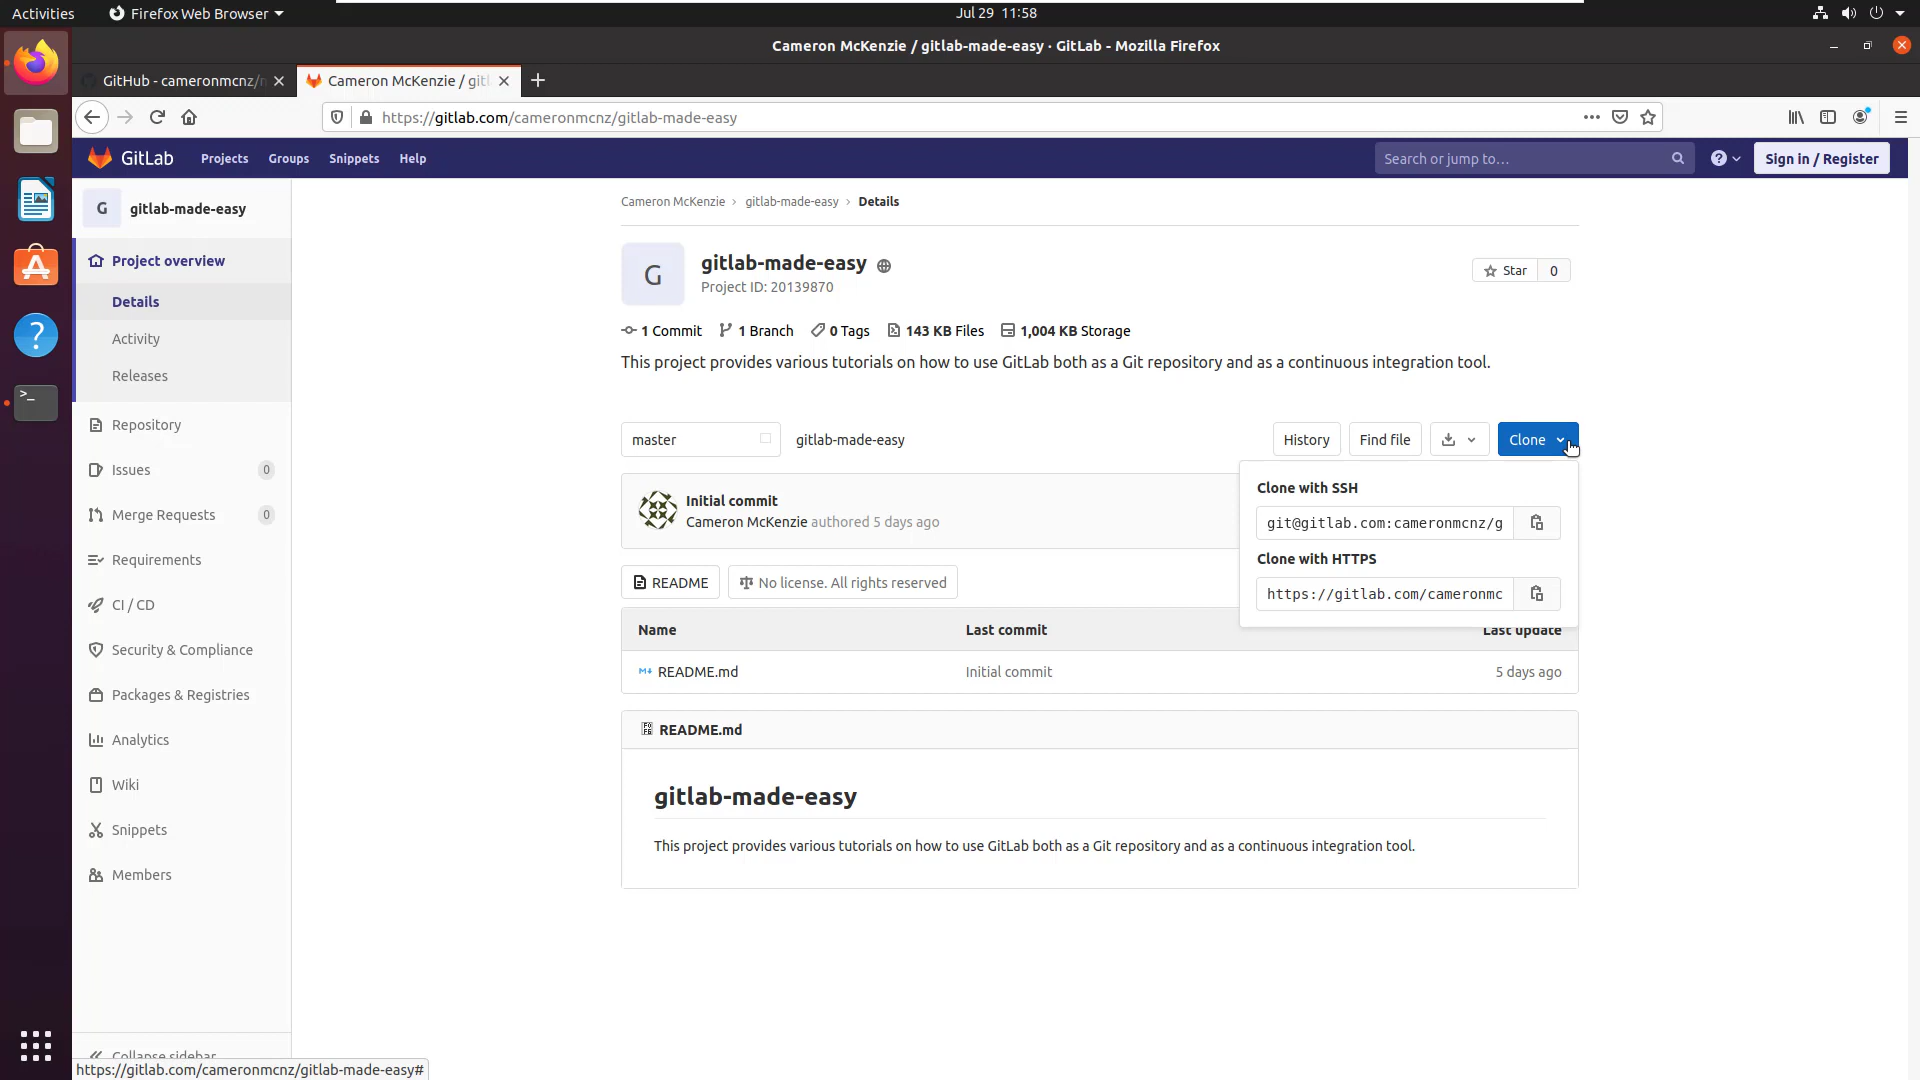 Activities
Firefox Web Browser
Jul 29 11:58
Cameron McKenzie / gitlab-made-easy · GitLab - Mozilla Firefox
GitHub - cameronmcnz/
Cameron McKenzie / gitl
https://gitlab.com/cameronmcnz/gitlab-made-easy
GitLab
Projects
Groups
Snippets
Help
Search or jump to…
?
Sign in / Register
G
gitlab-made-easy
Project overview
Details
Activity
Releases
Repository
Issues
0
Merge Requests
0
Requirements
CI / CD
Security & Compliance
Packages & Registries
Analytics
Wiki
Snippets
Members
Collapse sidebar
Cameron McKenzie › gitlab-made-easy › Details
G
gitlab-made-easy
Project ID: 20139870
Star
0
1 Commit
1 Branch
0 Tags
143 KB Files
1,004 KB Storage
This project provides various tutorials on how to use GitLab both as a Git repository and as a continuous integration tool.
master
gitlab-made-easy
History
Find file
Clone
Clone with SSH
git@gitlab.com:cameronmcnz/g
Clone with HTTPS
https://gitlab.com/cameronmc
Initial commit
Cameron McKenzie authored 5 days ago
README
No license. All rights reserved
Name
Last commit
Last update
README.md
Initial commit
5 days ago
README.md
gitlab-made-easy
This project provides various tutorials on how to use GitLab both as a Git repository and as a continuous integration tool.
https://gitlab.com/cameronmcnz/gitlab-made-easy#